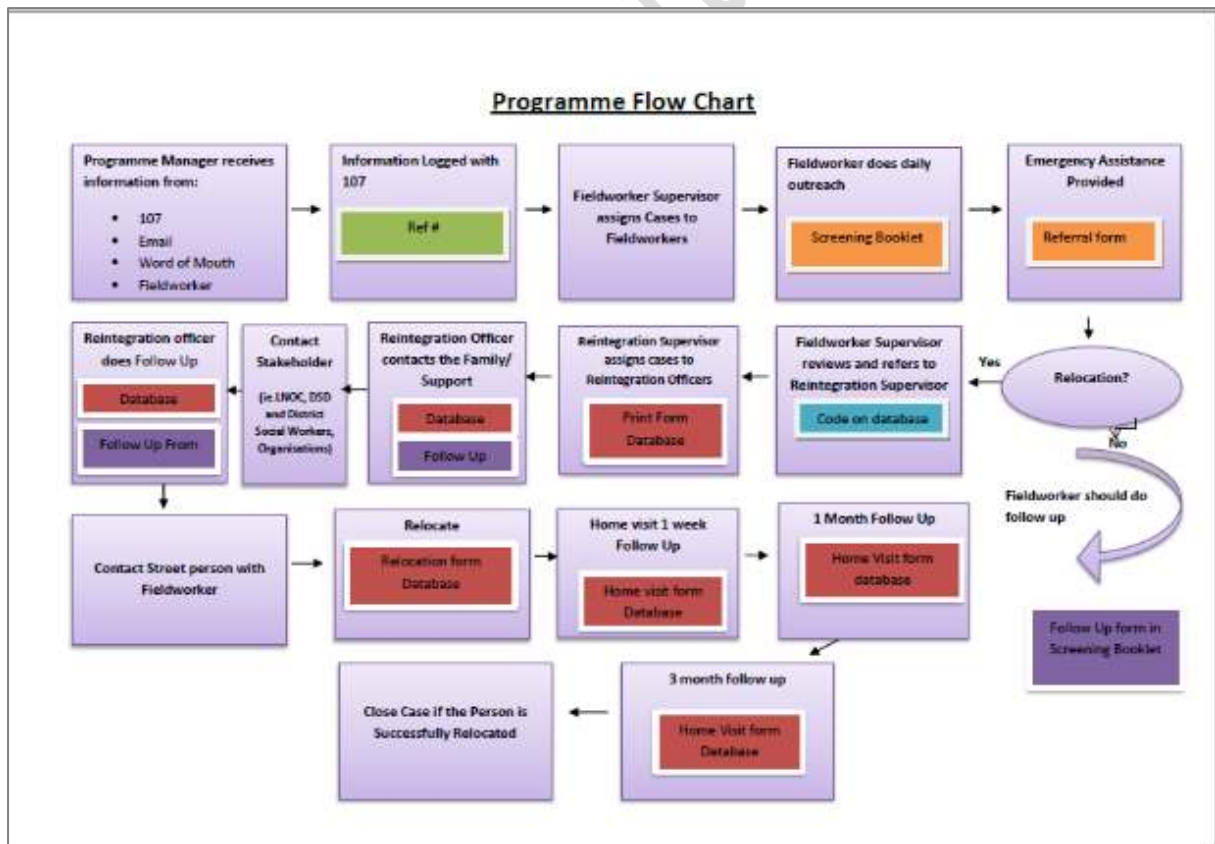 Programme Flow Chart
Programme Manager receives
information from:
• 107
• Email
• Word of Mouth
• Fieldworker
Information Logged with
107
Ref #
Fieldworker Supervisor
assigns Cases to
Fieldworkers
Fieldworker does daily
outreach
Screening Booklet
Emergency Assistance
Provided
Referral form
Relocation?
Yes
No
Fieldworker Supervisor
reviews and refers to
Reintegration Supervisor
Code on database
Reintegration Supervisor
assigns cases to
Reintegration Officers
Print Form
Database
Reintegration Officer
contacts the Family/
Support
Database
Follow Up
Contact
Stakeholder
(ie LNOC, DSD
and District
Social Workers,
Organisations)
Reintegration officer
does Follow Up
Database
Follow Up From
Fieldworker should do
follow up
Follow Up form in
Screening Booklet
Contact Street person with
Fieldworker
Relocate
Relocation form
Database
Home visit 1 week
Follow Up
Home visit form
Database
1 Month Follow Up
Home Visit form
database
3 month follow up
Home Visit form
Database
Close Case if the Person is
Successfully Relocated